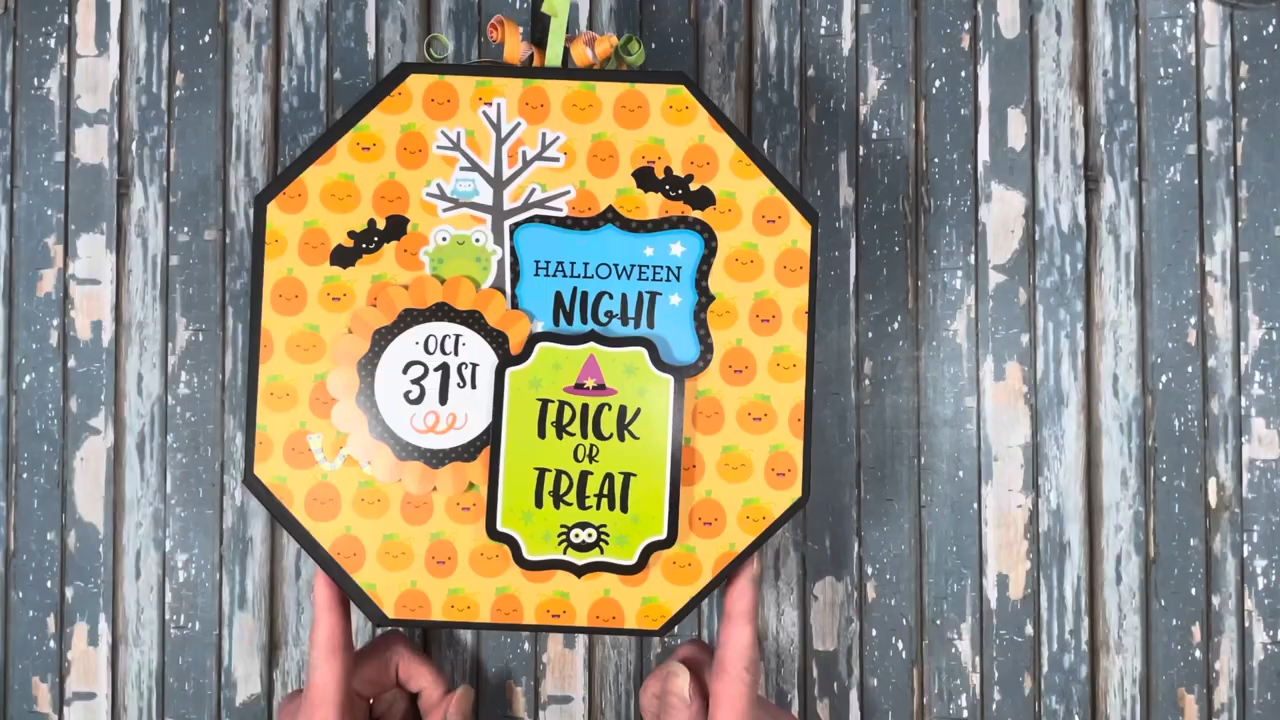 HALLOWEEN
NIGHT
·OCT·
31ST
TRICK
OR
TREAT